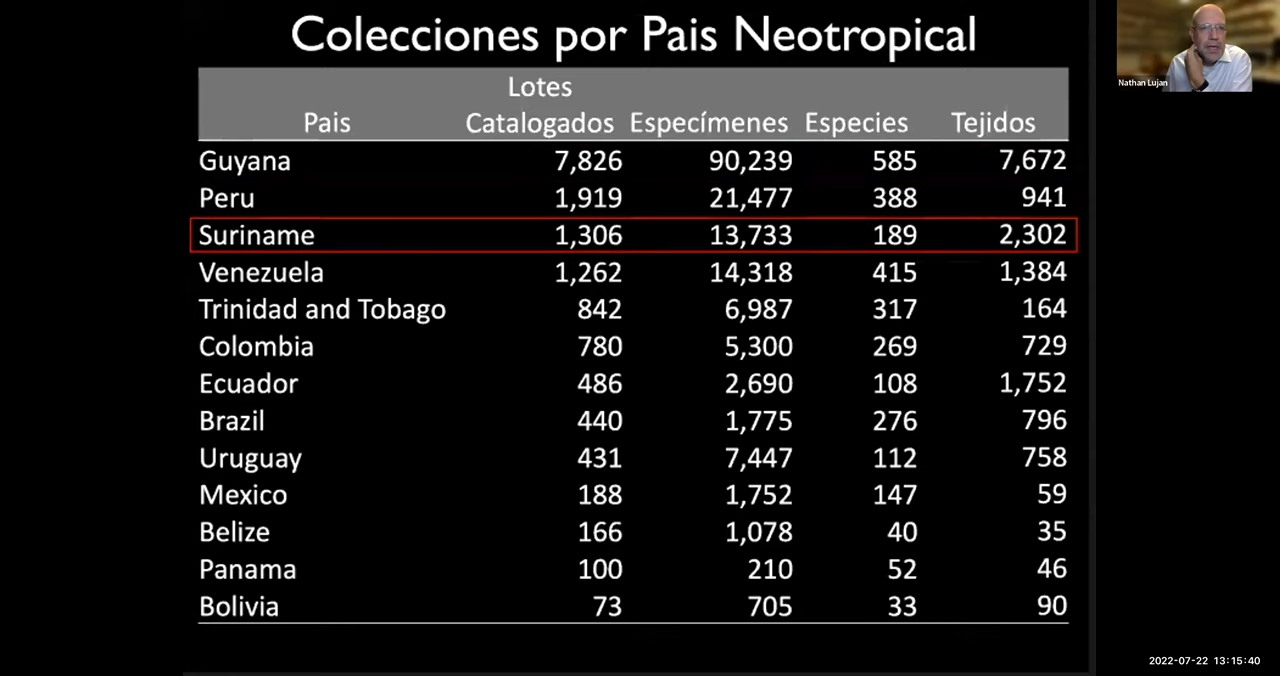 Colecciones por Pais Neotropical
Lotes
Pais Catalogados Especímenes Especies Tejidos
Guyana 7,826 90,239 585 7,672
Peru 1,919 21,477 388 941
Suriname 1,306 13,733 189 2,302
Venezuela 1,262 14,318 415 1,384
Trinidad and Tobago 842 6,987 317 164
Colombia 780 5,300 269 729
Ecuador 486 2,690 108 1,752
Brazil 440 1,775 276 796
Uruguay 431 7,447 112 758
Mexico 188 1,752 147 59
Belize 166 1,078 40 35
Panama 100 210 52 46
Bolivia 73 705 33 90
Nathan Lujan
2022-07-22 13:15:40